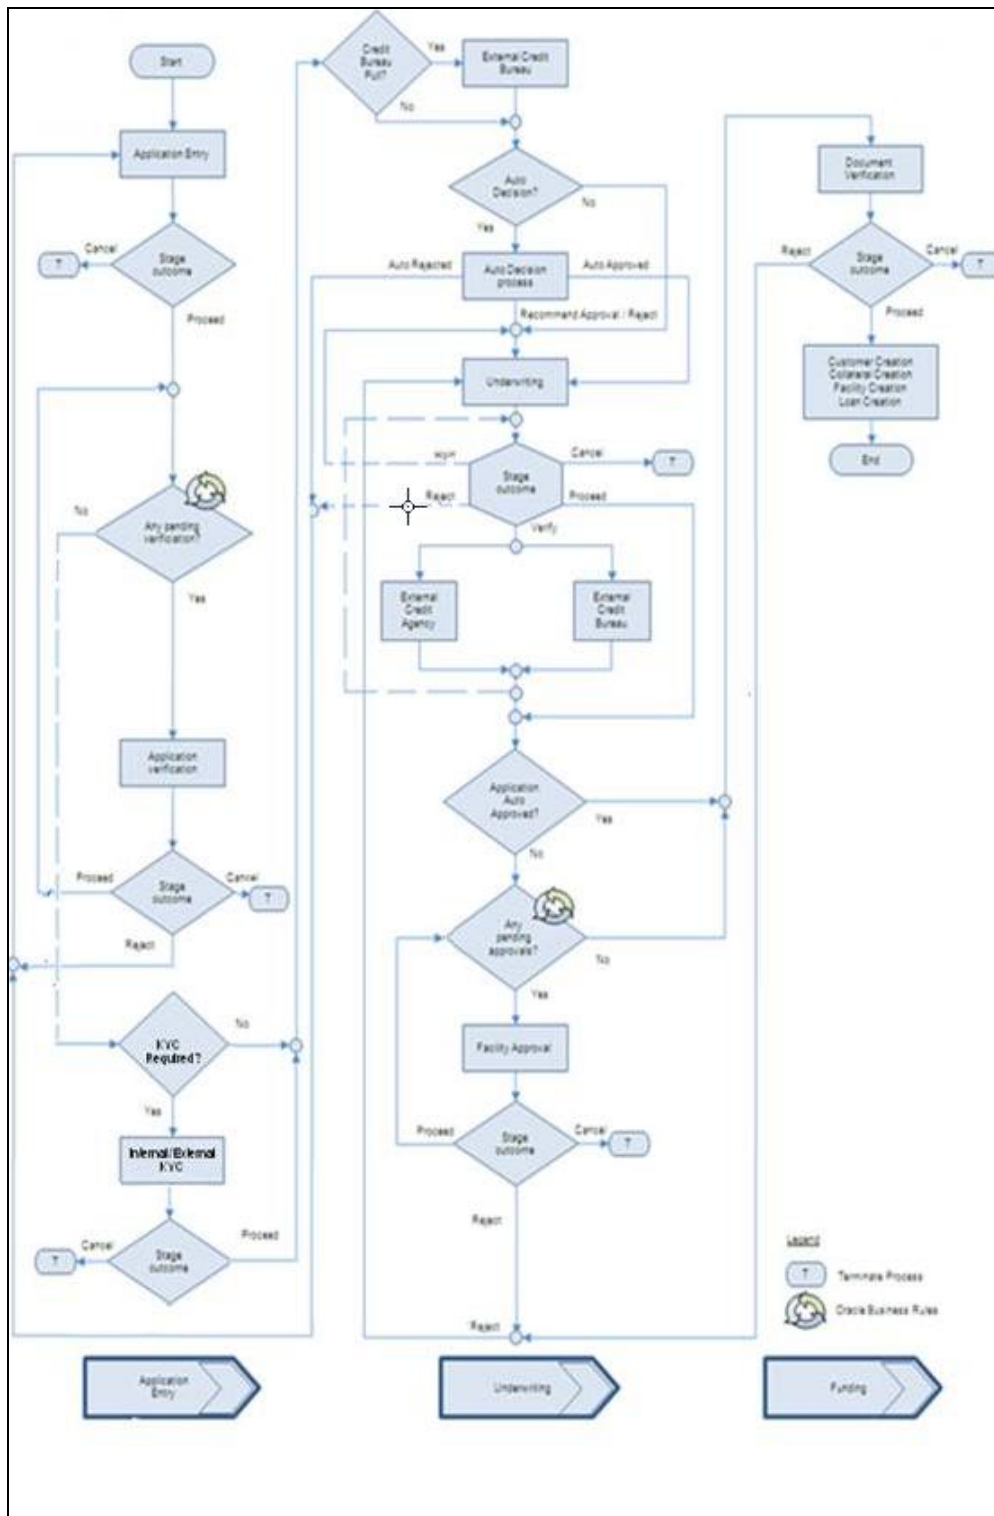 Start
Application Entry
Cancel
T
Stage
outcome
Proceed
No
Any pending
verification?
Yes
Application
verification
Proceed
Stage
outcome
Cancel
T
Reject
KYC
Required?
No
Yes
Internal/External
KYC
Cancel
T
Stage
outcome
Proceed
Application
Entry
Credit
Bureau
Pull?
Yes
External Credit
Bureau
No
Auto
Decision?
No
Yes
Auto Rejected
Auto Decision
process
Auto Approved
Recommend Approval / Reject
Underwriting
Stage
outcome
Cancel
T
Reject
Proceed
Verify
External
Credit
Agency
External
Credit
Bureau
Application
Auto
Approved?
Yes
No
Any
pending
approvals?
No
Yes
Facility Approval
Proceed
Stage
outcome
Cancel
T
Reject
Reject
Underwriting
Document
Verification
Reject
Stage
outcome
Cancel
T
Proceed
Customer Creation
Collateral Creation
Facility Creation
Loan Creation
End
Legend
T
Terminate Process
Oracle Business Rules
Funding